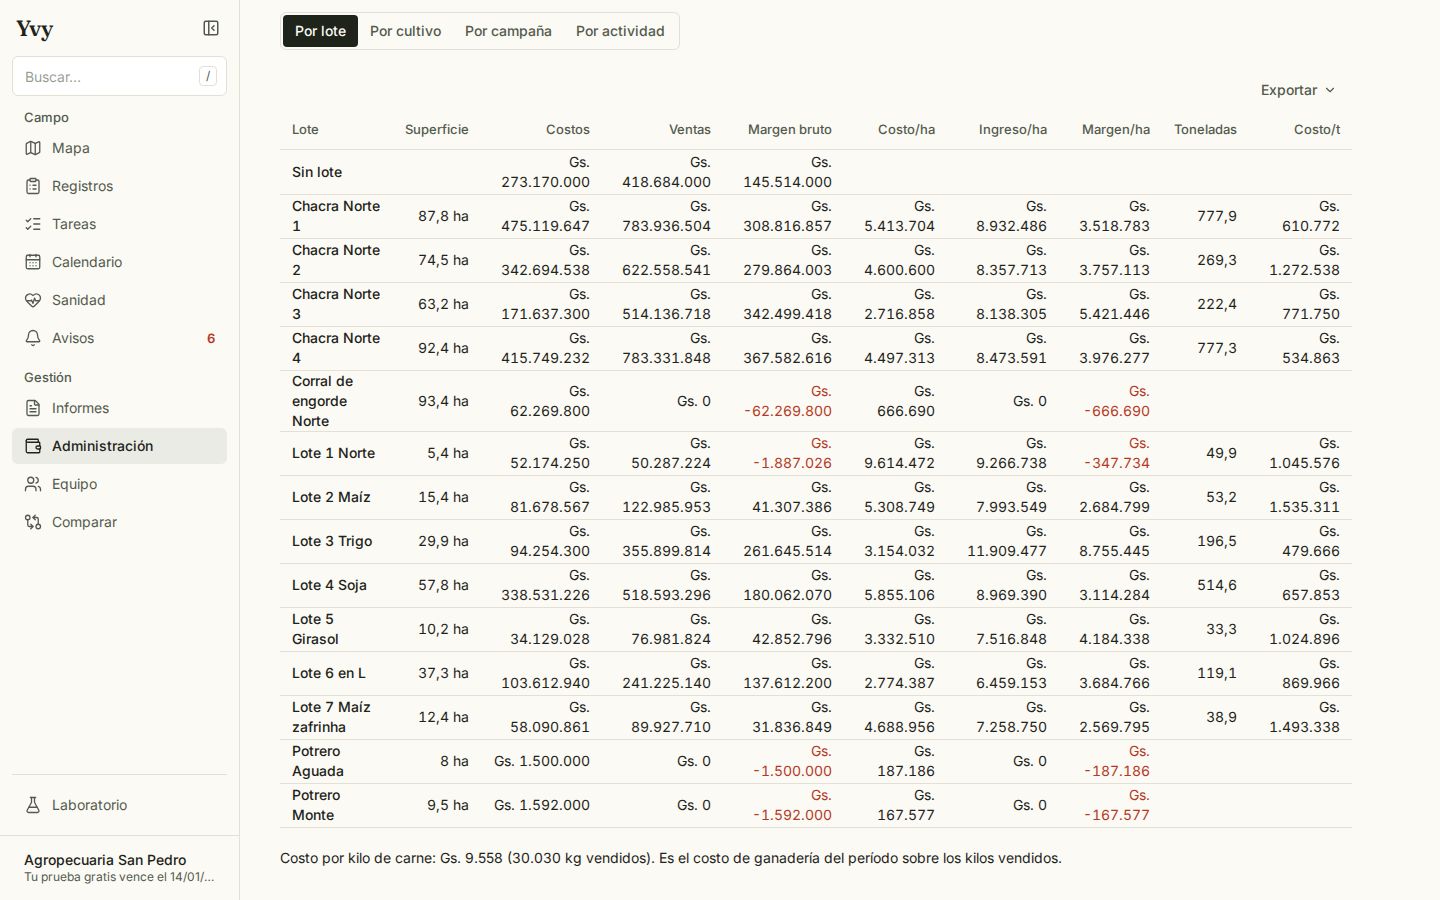 Yvy
Buscar... /
Campo
Mapa
Registros
Tareas
Calendario
Sanidad
Avisos 6
Gestión
Informes
Administración
Equipo
Comparar
Laboratorio
Agropecuaria San Pedro
Tu prueba gratis vence el 14/01/...
Por lote Por cultivo Por campaña Por actividad
Exportar
Lote Superficie Costos Ventas Margen bruto Costo/ha Ingreso/ha Margen/ha Toneladas Costo/t
Sin lote Gs. 273.170.000 Gs. 418.684.000 Gs. 145.514.000
Chacra Norte 1 87,8 ha Gs. 475.119.647 Gs. 783.936.504 Gs. 308.816.857 Gs. 5.413.704 Gs. 8.932.486 Gs. 3.518.783 777,9 Gs. 610.772
Chacra Norte 2 74,5 ha Gs. 342.694.538 Gs. 622.558.541 Gs. 279.864.003 Gs. 4.600.600 Gs. 8.357.713 Gs. 3.757.113 269,3 Gs. 1.272.538
Chacra Norte 3 63,2 ha Gs. 171.637.300 Gs. 514.136.718 Gs. 342.499.418 Gs. 2.716.858 Gs. 8.138.305 Gs. 5.421.446 222,4 Gs. 771.750
Chacra Norte 4 92,4 ha Gs. 415.749.232 Gs. 783.331.848 Gs. 367.582.616 Gs. 4.497.313 Gs. 8.473.591 Gs. 3.976.277 777,3 Gs. 534.863
Corral de engorde Norte 93,4 ha Gs. 62.269.800 Gs. 0 Gs. -62.269.800 Gs. 666.690 Gs. 0 Gs. -666.690
Lote 1 Norte 5,4 ha Gs. 52.174.250 Gs. 50.287.224 Gs. -1.887.026 Gs. 9.614.472 Gs. 9.266.738 Gs. -347.734 49,9 Gs. 1.045.576
Lote 2 Maíz 15,4 ha Gs. 81.678.567 Gs. 122.985.953 Gs. 41.307.386 Gs. 5.308.749 Gs. 7.993.549 Gs. 2.684.799 53,2 Gs. 1.535.311
Lote 3 Trigo 29,9 ha Gs. 94.254.300 Gs. 355.899.814 Gs. 261.645.514 Gs. 3.154.032 Gs. 11.909.477 Gs. 8.755.445 196,5 Gs. 479.666
Lote 4 Soja 57,8 ha Gs. 338.531.226 Gs. 518.593.296 Gs. 180.062.070 Gs. 5.855.106 Gs. 8.969.390 Gs. 3.114.284 514,6 Gs. 657.853
Lote 5 Girasol 10,2 ha Gs. 34.129.028 Gs. 76.981.824 Gs. 42.852.796 Gs. 3.332.510 Gs. 7.516.848 Gs. 4.184.338 33,3 Gs. 1.024.896
Lote 6 en L 37,3 ha Gs. 103.612.940 Gs. 241.225.140 Gs. 137.612.200 Gs. 2.774.387 Gs. 6.459.153 Gs. 3.684.766 119,1 Gs. 869.966
Lote 7 Maíz zafrinha 12,4 ha Gs. 58.090.861 Gs. 89.927.710 Gs. 31.836.849 Gs. 4.688.956 Gs. 7.258.750 Gs. 2.569.795 38,9 Gs. 1.493.338
Potrero Aguada 8 ha Gs. 1.500.000 Gs. 0 Gs. -1.500.000 Gs. 187.186 Gs. 0 Gs. -187.186
Potrero Monte 9,5 ha Gs. 1.592.000 Gs. 0 Gs. -1.592.000 Gs. 167.577 Gs. 0 Gs. -167.577
Costo por kilo de carne: Gs. 9.558 (30.030 kg vendidos). Es el costo de ganadería del período sobre los kilos vendidos.